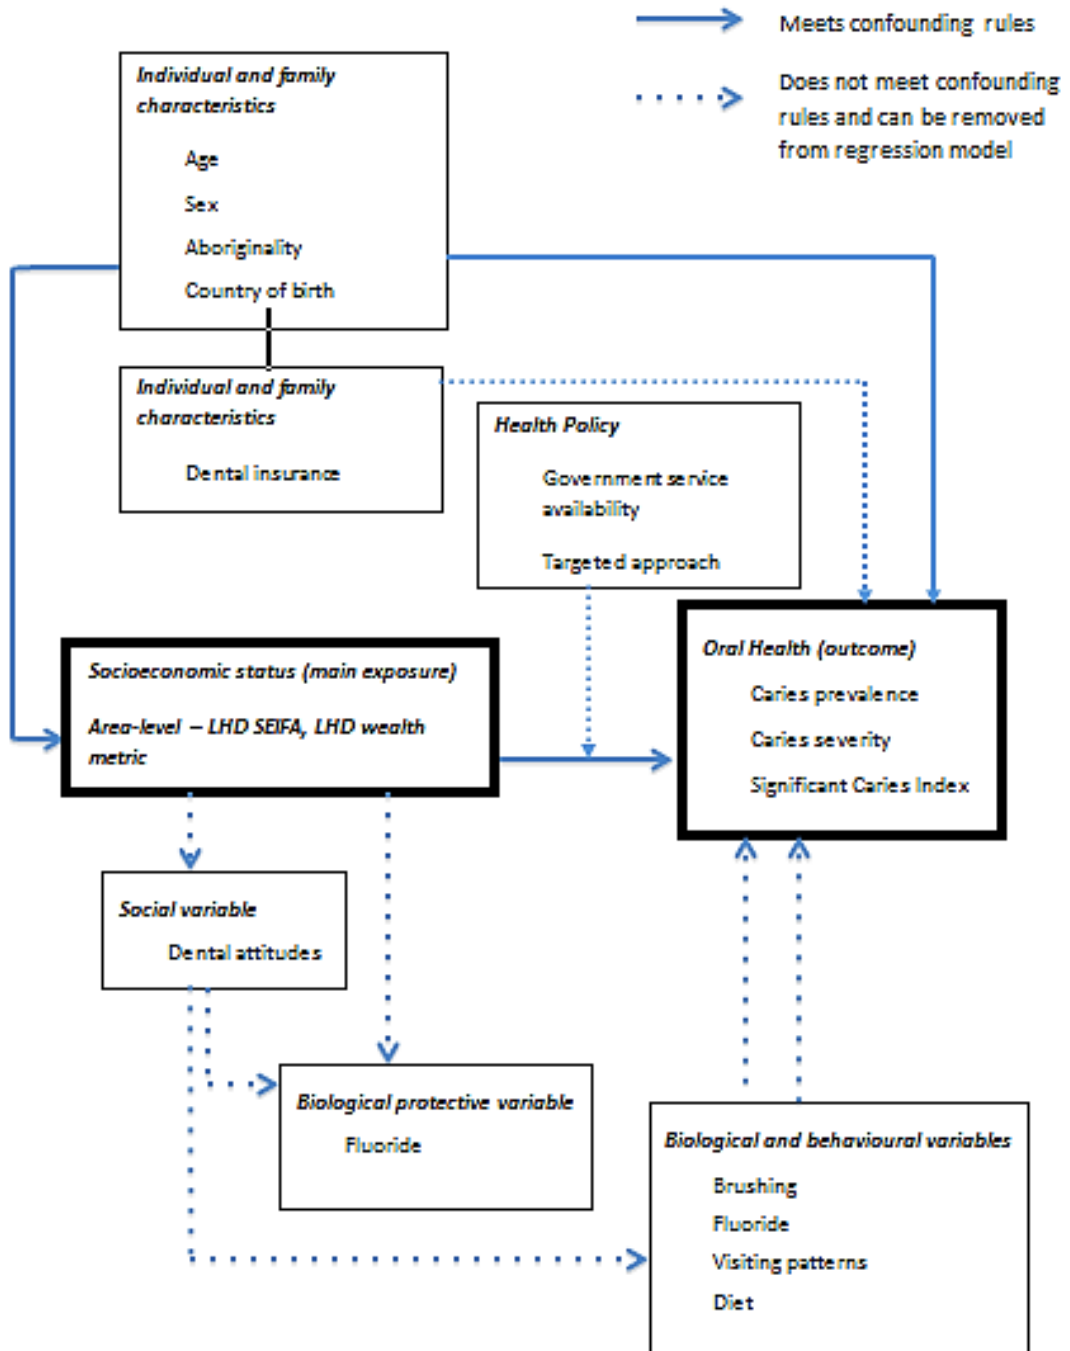 Meets confounding rules
Does not meet confounding
rules and can be removed
from regression model
Individual and family
characteristics
Age
Sex
Aboriginality
Country of birth
Individual and family
characteristics
Dental insurance
Health Policy
Government service
availability
Targeted approach
Socioeconomic status (main exposure)
Area-level – LHD SEIFA, LHD wealth
metric
Oral Health (outcome)
Caries prevalence
Caries severity
Significant Caries Index
Social variable
Dental attitudes
Biological protective variable
Fluoride
Biological and behavioural variables
Brushing
Fluoride
Visiting patterns
Diet